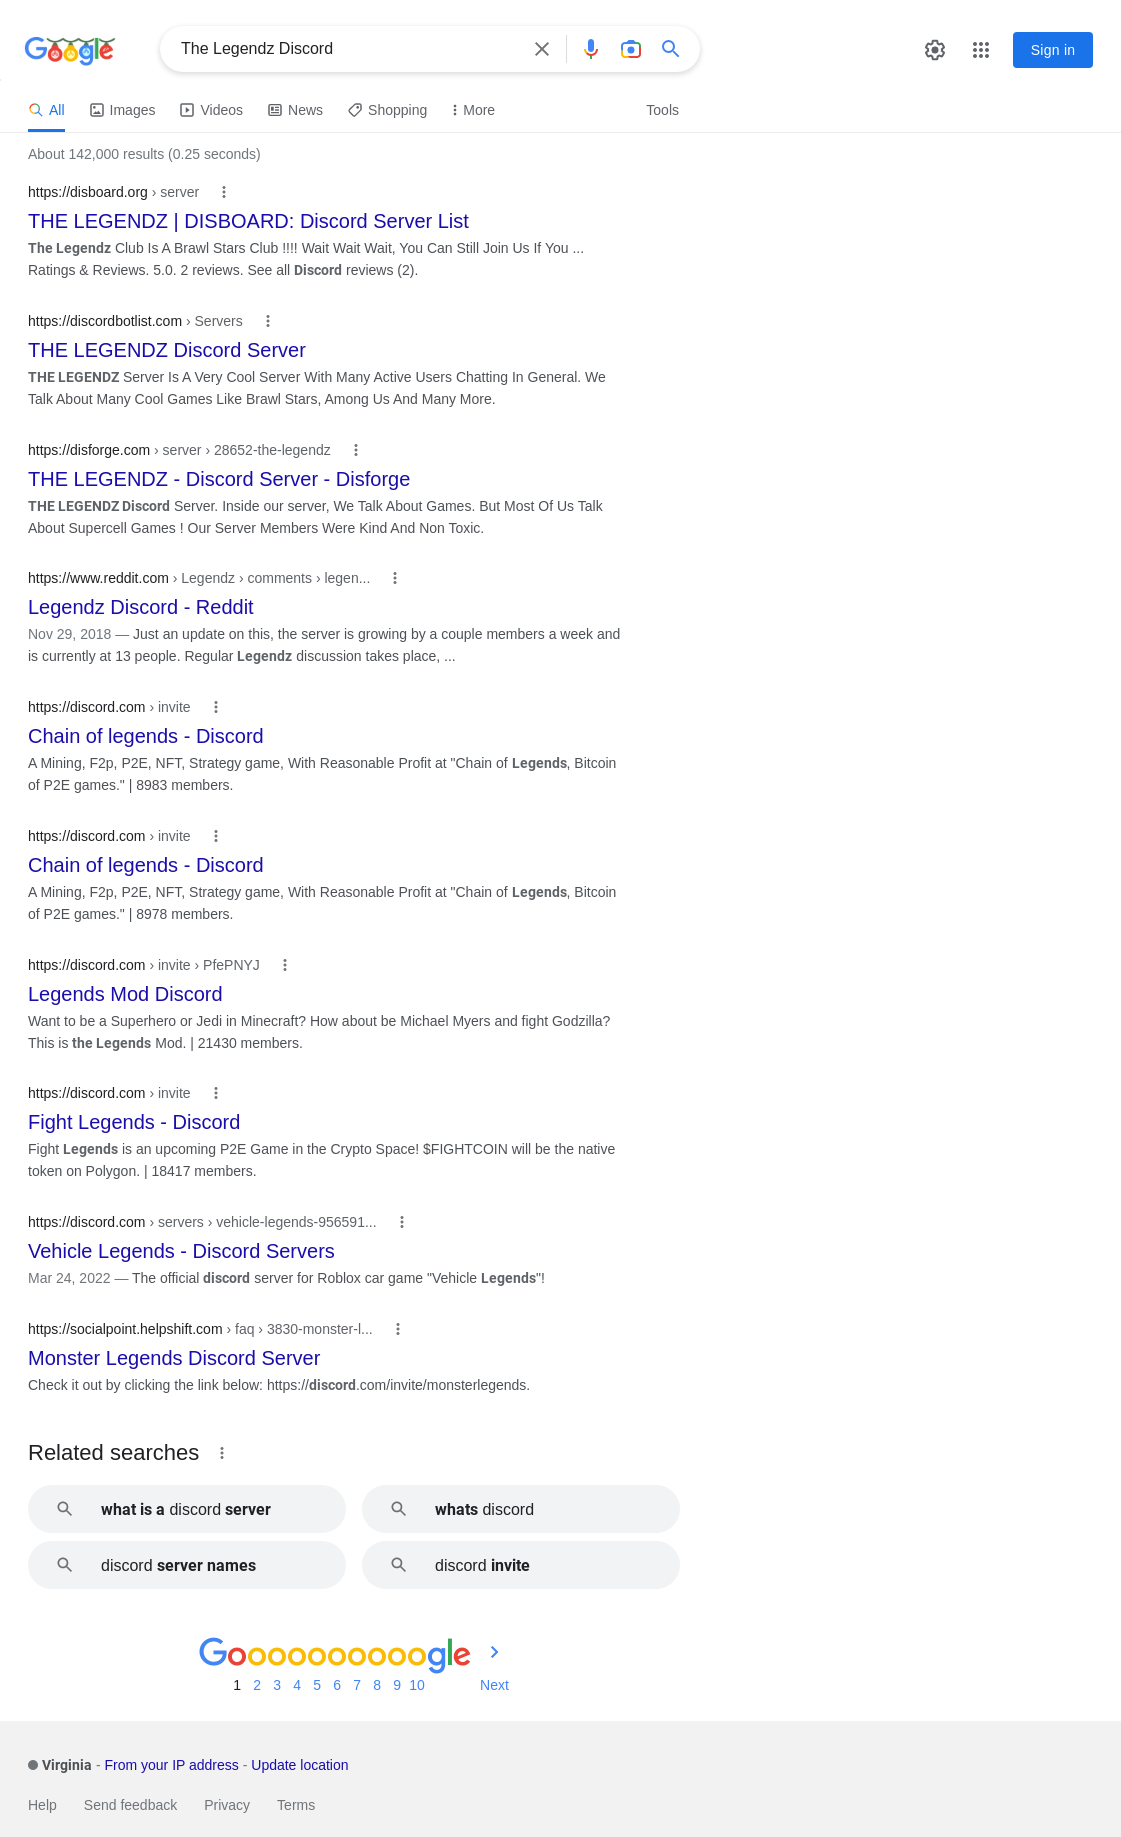 Google
The Legendz Discord
Sign in
All Images Videos News Shopping More Tools
About 142,000 results (0.25 seconds)
https://disboard.org › server
THE LEGENDZ | DISBOARD: Discord Server List
The Legendz Club Is A Brawl Stars Club !!!! Wait Wait Wait, You Can Still Join Us If You ...
Ratings & Reviews. 5.0. 2 reviews. See all Discord reviews (2).
https://discordbotlist.com › Servers
THE LEGENDZ Discord Server
THE LEGENDZ Server Is A Very Cool Server With Many Active Users Chatting In General. We
Talk About Many Cool Games Like Brawl Stars, Among Us And Many More.
https://disforge.com › server › 28652-the-legendz
THE LEGENDZ - Discord Server - Disforge
THE LEGENDZ Discord Server. Inside our server, We Talk About Games. But Most Of Us Talk
About Supercell Games ! Our Server Members Were Kind And Non Toxic.
https://www.reddit.com › Legendz › comments › legen...
Legendz Discord - Reddit
Nov 29, 2018 — Just an update on this, the server is growing by a couple members a week and
is currently at 13 people. Regular Legendz discussion takes place, ...
https://discord.com › invite
Chain of legends - Discord
A Mining, F2p, P2E, NFT, Strategy game, With Reasonable Profit at "Chain of Legends, Bitcoin
of P2E games." | 8983 members.
https://discord.com › invite
Chain of legends - Discord
A Mining, F2p, P2E, NFT, Strategy game, With Reasonable Profit at "Chain of Legends, Bitcoin
of P2E games." | 8978 members.
https://discord.com › invite › PfePNYJ
Legends Mod Discord
Want to be a Superhero or Jedi in Minecraft? How about be Michael Myers and fight Godzilla?
This is the Legends Mod. | 21430 members.
https://discord.com › invite
Fight Legends - Discord
Fight Legends is an upcoming P2E Game in the Crypto Space! $FIGHTCOIN will be the native
token on Polygon. | 18417 members.
https://discord.com › servers › vehicle-legends-956591...
Vehicle Legends - Discord Servers
Mar 24, 2022 — The official discord server for Roblox car game "Vehicle Legends"!
https://socialpoint.helpshift.com › faq › 3830-monster-l...
Monster Legends Discord Server
Check it out by clicking the link below: https://discord.com/invite/monsterlegends.
Related searches
what is a discord server
whats discord
discord server names
discord invite
Goooooooooogle
1 2 3 4 5 6 7 8 9 10 Next
Virginia - From your IP address - Update location
Help Send feedback Privacy Terms